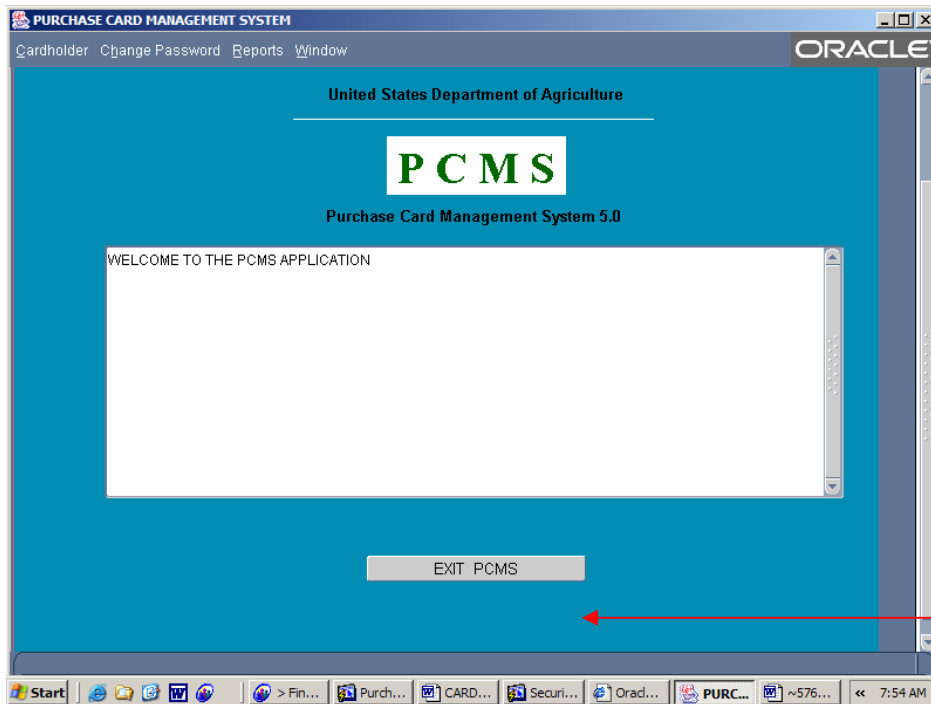 PURCHASE CARD MANAGEMENT SYSTEM
Cardholder Change Password Reports Window
ORACLE
United States Department of Agriculture
P C M S
Purchase Card Management System 5.0
WELCOME TO THE PCMS APPLICATION
EXIT PCMS
Start > Fin... Purch... CARD... Securi... Oracl... PURC... ~576... « 7:54 AM